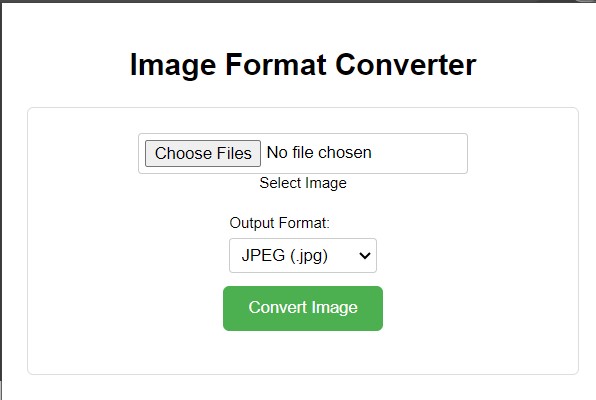 Image Format Converter
Choose Files No file chosen
Select Image
Output Format:
JPEG (.jpg)
Convert Image